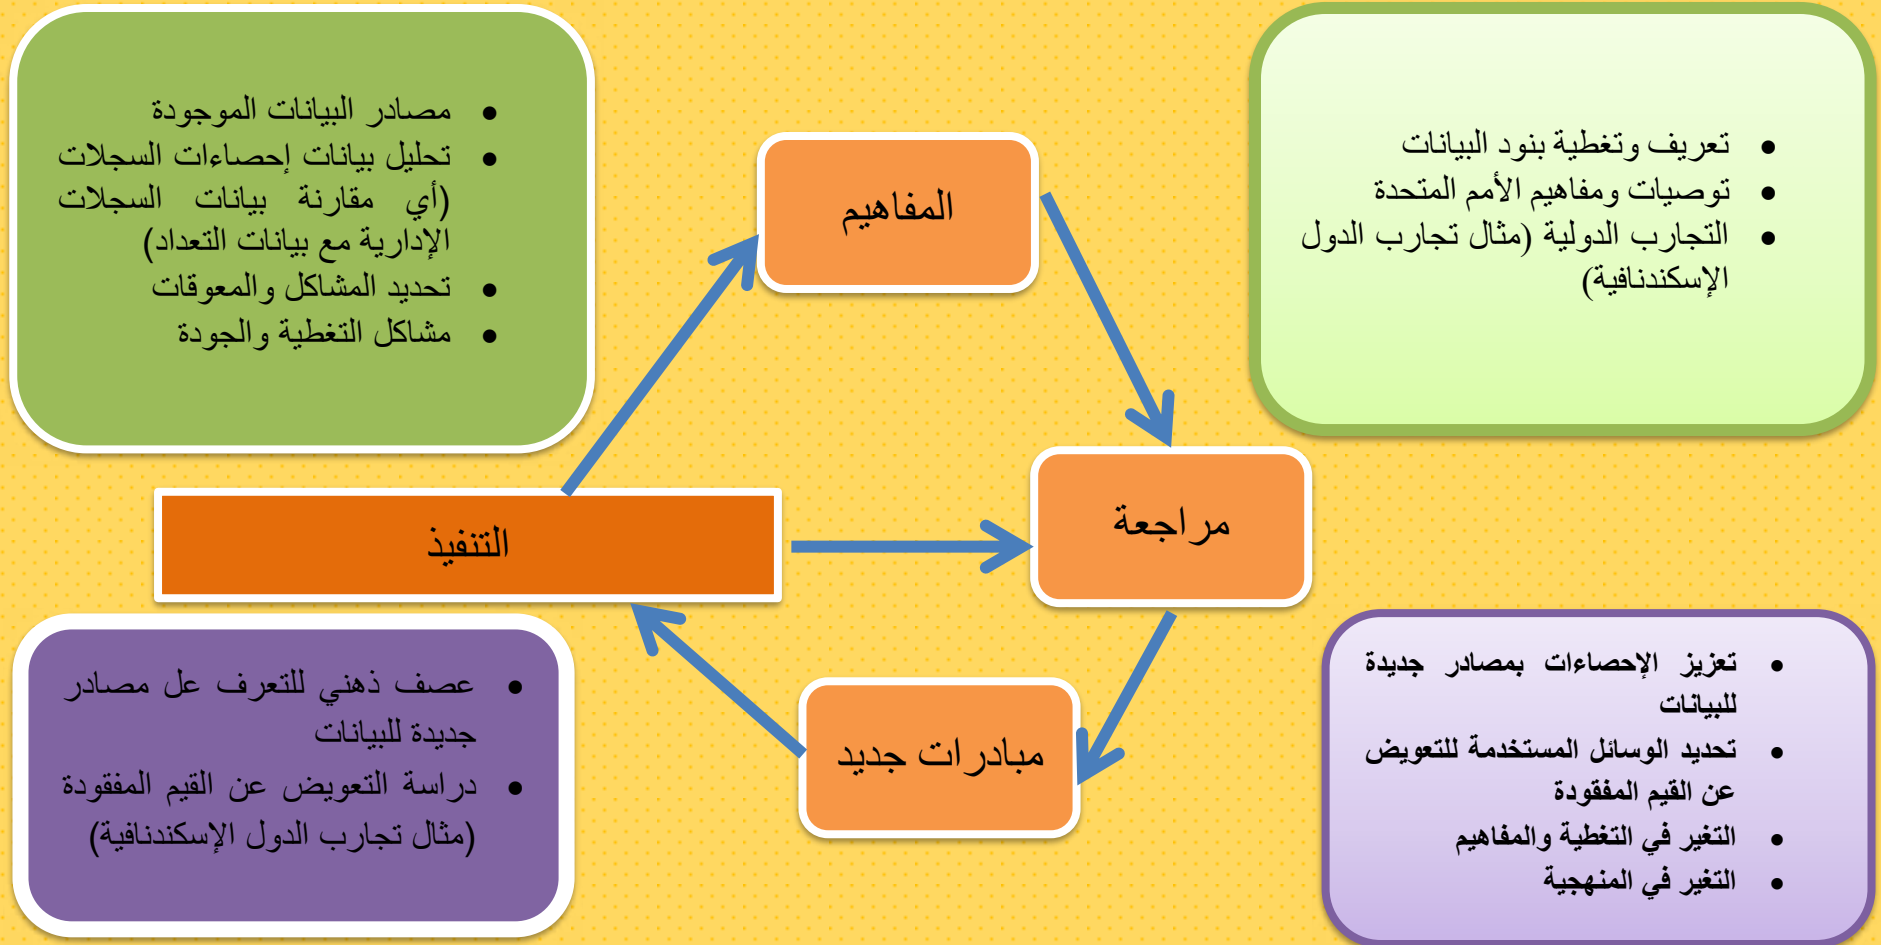 • تعريف وتغطية بنود البيانات
• توصيات ومفاهيم الأمم المتحدة
• التجارب الدولية (مثال تجارب الدول
الإسكندنافية)
المفاهيم
• مصادر البيانات الموجودة
• تحليل بيانات إحصاءات السجلات
(أي مقارنة بيانات السجلات
الإدارية مع بيانات التعداد)
• تحديد المشاكل والمعوقات
• مشاكل التغطية والجودة
مراجعة
التنفيذ
• تعزيز الإحصاءات بمصادر جديدة
للبيانات
• تحديد الوسائل المستخدمة للتعويض
عن القيم المفقودة
• التغير في التغطية والمفاهيم
• التغير في المنهجية
مبادرات جديد
• عصف ذهني للتعرف عل مصادر
جديدة للبيانات
• دراسة التعويض عن القيم المفقودة
(مثال تجارب الدول الإسكندنافية)